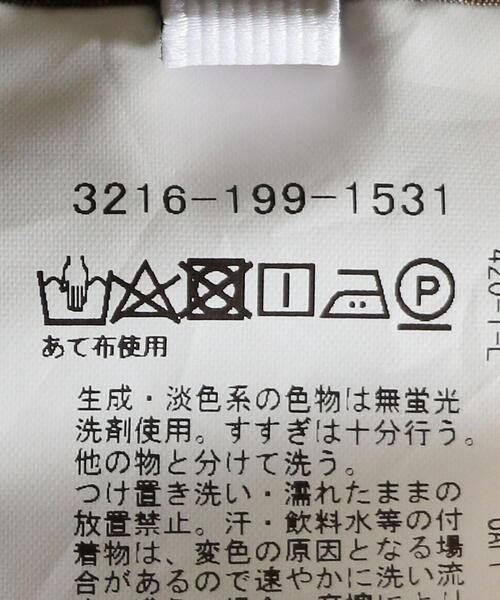 3216-199-1531
P
あて布使用
生成・淡色系の色物は無蛍光
洗剤使用。すすぎは十分行う。
他の物と分けて洗う。
つけ置き洗い・濡れたままの
放置禁止。汗・飲料水等の付
着物は、変色の原因となる場
合があるので速やかに洗い流